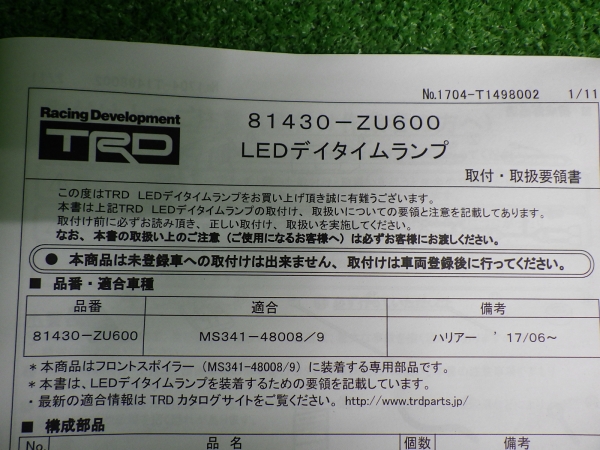 No.1704-T1498002　1/11
Racing Development
TRD
81430-ZU600
LEDデイタイムランプ
取付・取扱要領書
この度はTRD LEDデイタイムランプをお買い上げ頂き誠に有難うございます。
本書は上記TRD LEDデイタイムランプの取付け、取扱いについての要領と注意を記載してあります。
取付け前に必ずお読み頂き、正しい取付け、取扱いを実施してください。
なお、本書の取扱い上のご注意（ご使用になるお客様へ）は必ずお客様にお渡しください。
● 本商品は未登録車への取付けは出来ません、取付けは車両登録後に行ってください。
■ 品番・適合車種
品番　適合　備考
81430-ZU600　MS341-48008/9　ハリアー　'17/06～
＊本商品はフロントスポイラー（MS341-48008/9）に装着する専用部品です。
＊本書は、LEDデイタイムランプを装着するための要領を記載しています。
・最新の適合情報は TRD カタログサイトをご覧ください。http://www.trdparts.jp/
■ 構成部品
No.　品 名　個数　備考